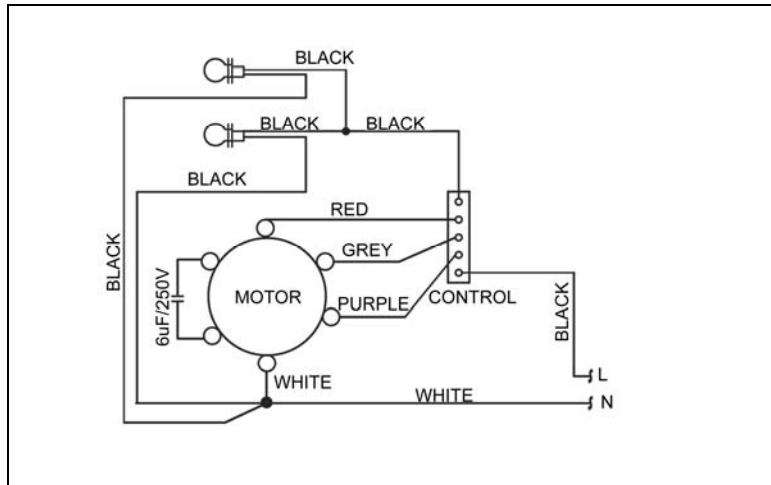 BLACK
BLACK
BLACK
BLACK
RED
GREY
BLACK
MOTOR
PURPLE
CONTROL
6uF/250V
BLACK
L
WHITE
WHITE
N